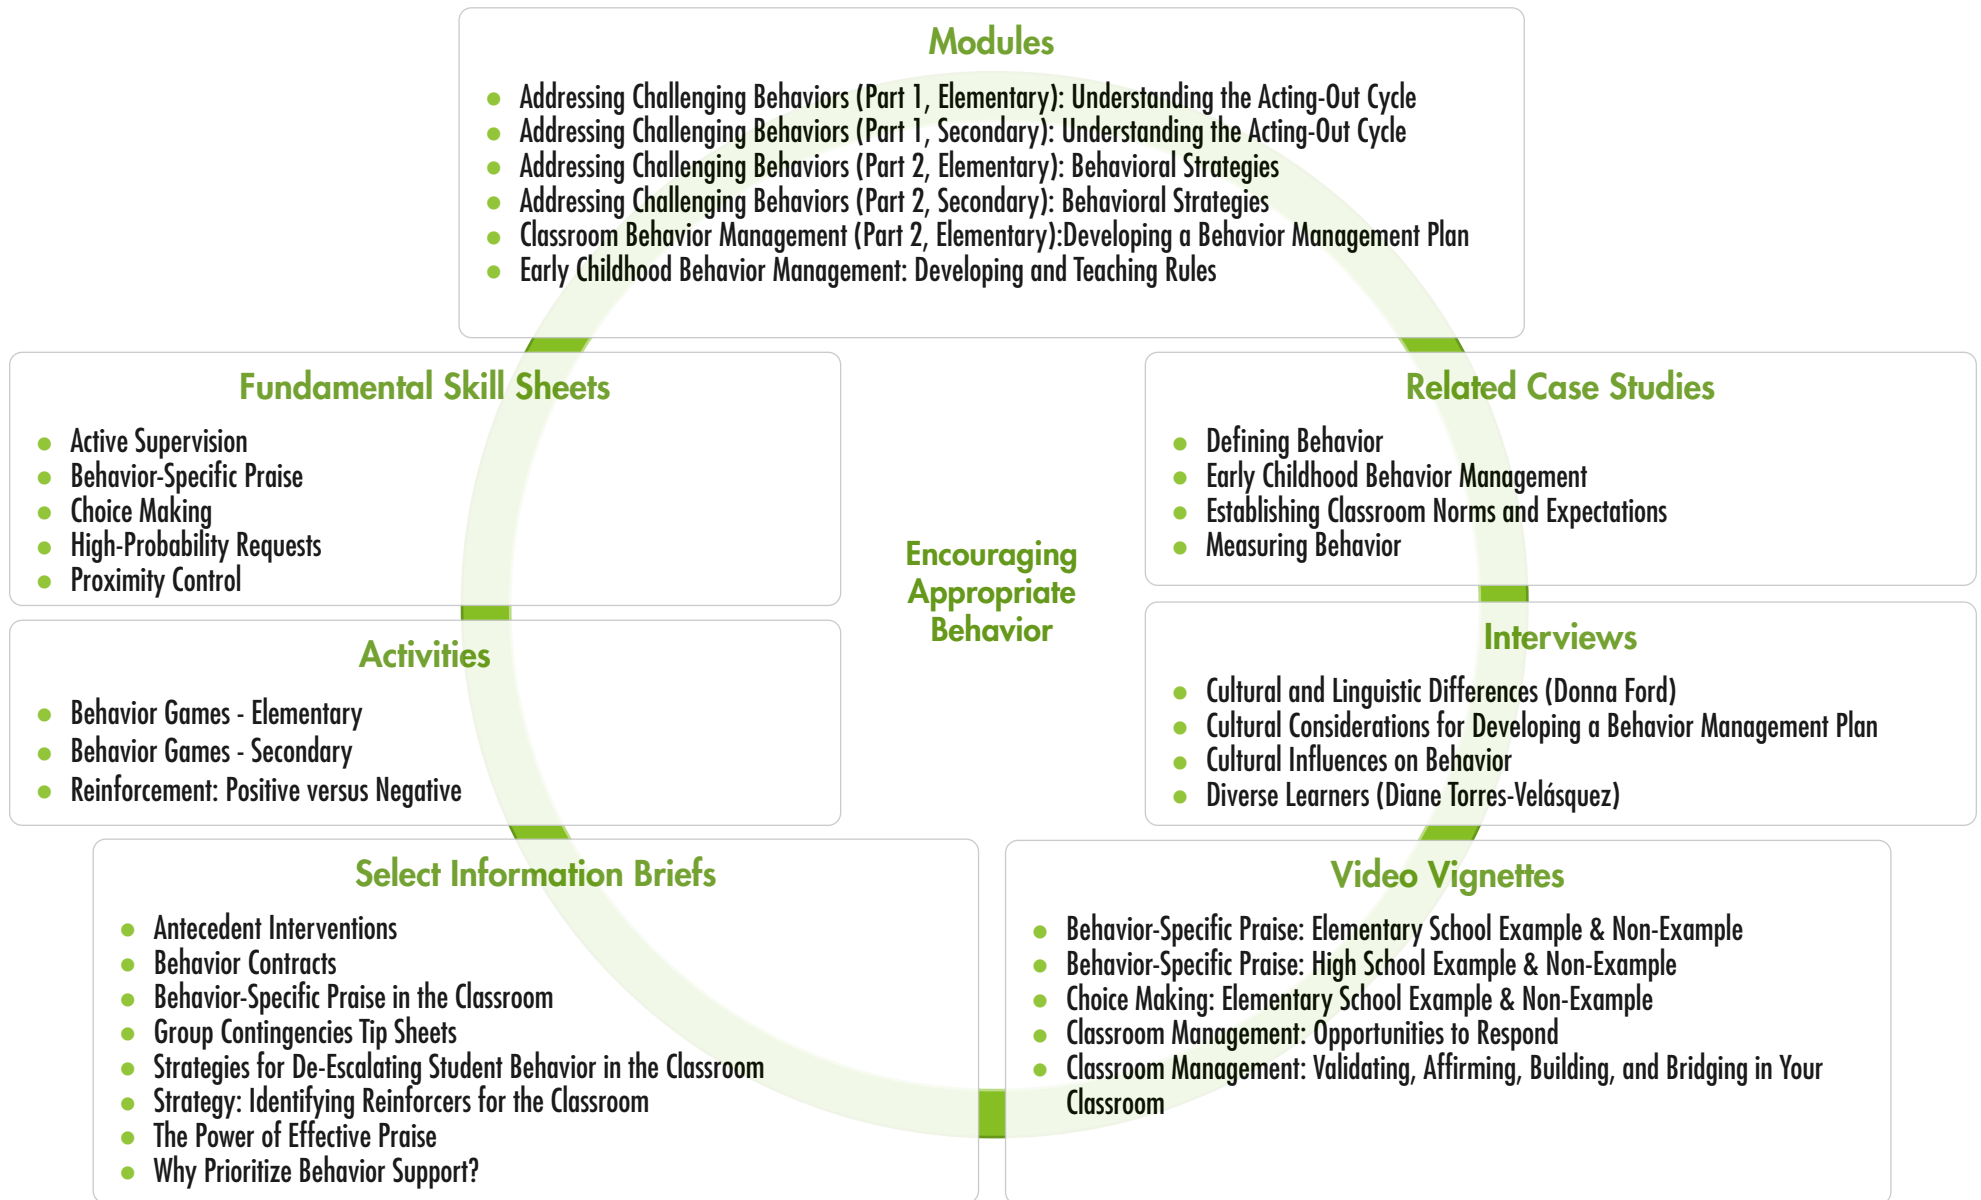 Modules
Addressing Challenging Behaviors (Part 1, Elementary): Understanding the Acting-Out Cycle
Addressing Challenging Behaviors (Part 1, Secondary): Understanding the Acting-Out Cycle
Addressing Challenging Behaviors (Part 2, Elementary): Behavioral Strategies
Addressing Challenging Behaviors (Part 2, Secondary): Behavioral Strategies
Classroom Behavior Management (Part 2, Elementary):Developing a Behavior Management Plan
Early Childhood Behavior Management: Developing and Teaching Rules
Fundamental Skill Sheets
Active Supervision
Behavior-Specific Praise
Choice Making
High-Probability Requests
Proximity Control
Related Case Studies
Defining Behavior
Early Childhood Behavior Management
Establishing Classroom Norms and Expectations
Measuring Behavior
Encouraging
Appropriate
Behavior
Activities
Behavior Games - Elementary
Behavior Games - Secondary
Reinforcement: Positive versus Negative
Interviews
Cultural and Linguistic Differences (Donna Ford)
Cultural Considerations for Developing a Behavior Management Plan
Cultural Influences on Behavior
Diverse Learners (Diane Torres-Velásquez)
Select Information Briefs
Antecedent Interventions
Behavior Contracts
Behavior-Specific Praise in the Classroom
Group Contingencies Tip Sheets
Strategies for De-Escalating Student Behavior in the Classroom
Strategy: Identifying Reinforcers for the Classroom
The Power of Effective Praise
Why Prioritize Behavior Support?
Video Vignettes
Behavior-Specific Praise: Elementary School Example & Non-Example
Behavior-Specific Praise: High School Example & Non-Example
Choice Making: Elementary School Example & Non-Example
Classroom Management: Opportunities to Respond
Classroom Management: Validating, Affirming, Building, and Bridging in Your
Classroom